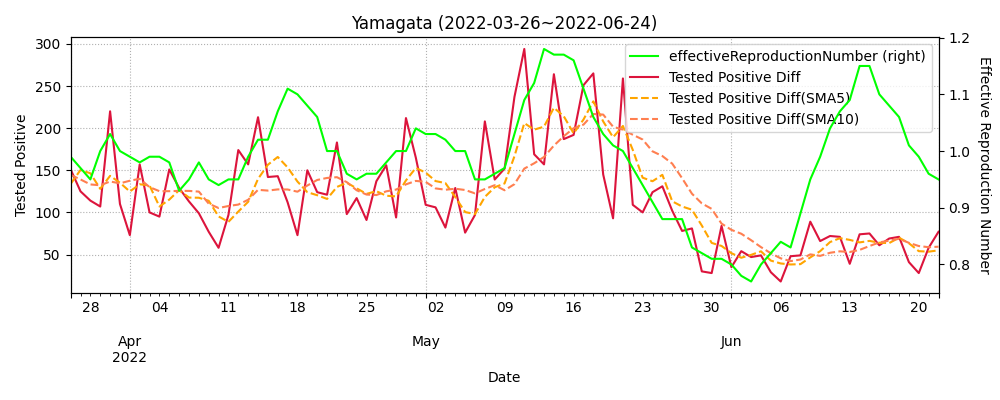 Yamagata (2022-03-26~2022-06-24)
effectiveReproductionNumber (right)
Tested Positive Diff
Tested Positive Diff(SMA5)
Tested Positive Diff(SMA10)
Tested Positive
300
250
200
150
100
50
1.2
1.1
1.0
0.9
0.8
Effective Reproduction Number
28 04 11 18 25 02 09 16 23 30 06 13 20
Apr May Jun
2022
Date